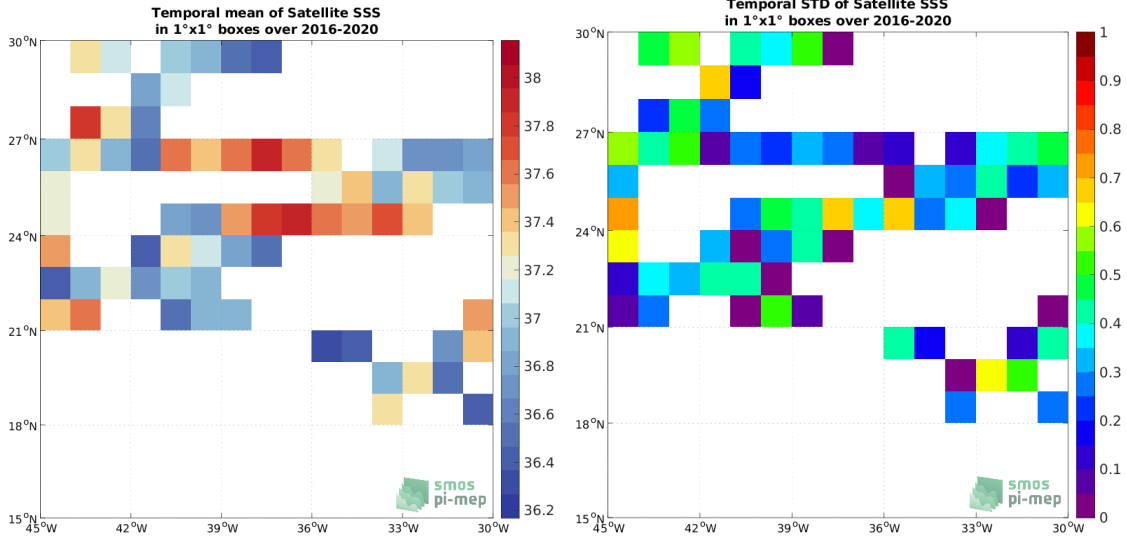 Temporal mean of Satellite SSS
in 1°x1° boxes over 2016-2020
30°N
27°N
24°N
21°N
18°N
15°N
45°W
42°W
39°W
36°W
33°W
30°W
38
37.8
37.6
37.4
37.2
37
36.8
36.6
36.4
36.2
smos
pi-mep
Temporal STD of Satellite SSS
in 1°x1° boxes over 2016-2020
30°N
27°N
24°N
21°N
18°N
15°N
45°W
42°W
39°W
36°W
33°W
30°W
1
0.9
0.8
0.7
0.6
0.5
0.4
0.3
0.2
0.1
0
smos
pi-mep